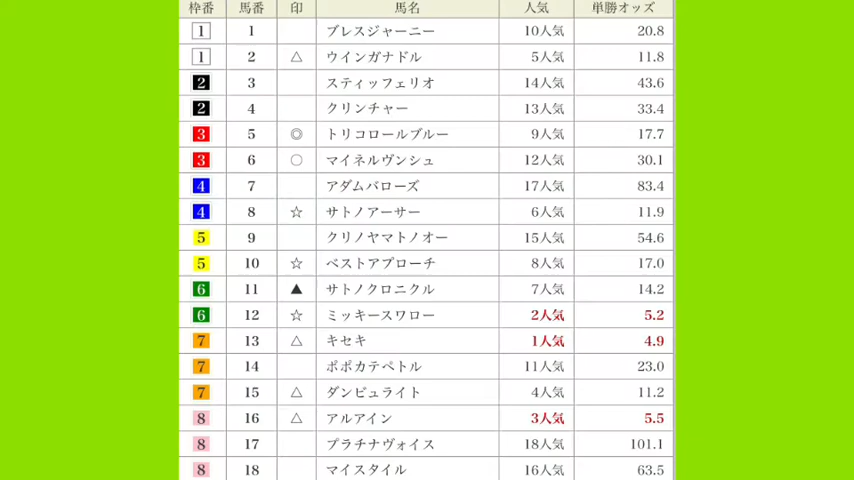 枠番 馬番 印 馬名 人気 単勝オッズ
1 1 ブレスジャーニー 10人気 20.8
1 2 △ ウインガナドル 5人気 11.8
2 3 スティッフェリオ 14人気 43.6
2 4 クリンチャー 13人気 33.4
3 5 ◎ トリコロールブルー 9人気 17.7
3 6 ○ マイネルヴンシュ 12人気 30.1
4 7 アダムバローズ 17人気 83.4
4 8 ☆ サトノアーサー 6人気 11.9
5 9 クリノヤマトノオー 15人気 54.6
5 10 ☆ ベストアプローチ 8人気 17.0
6 11 ▲ サトノクロニクル 7人気 14.2
6 12 ☆ ミッキースワロー 2人気 5.2
7 13 △ キセキ 1人気 4.9
7 14 ポポカテペトル 11人気 23.0
7 15 △ ダンビュライト 4人気 11.2
8 16 △ アルアイン 3人気 5.5
8 17 プラチナヴォイス 18人気 101.1
8 18 マイスタイル 16人気 63.5